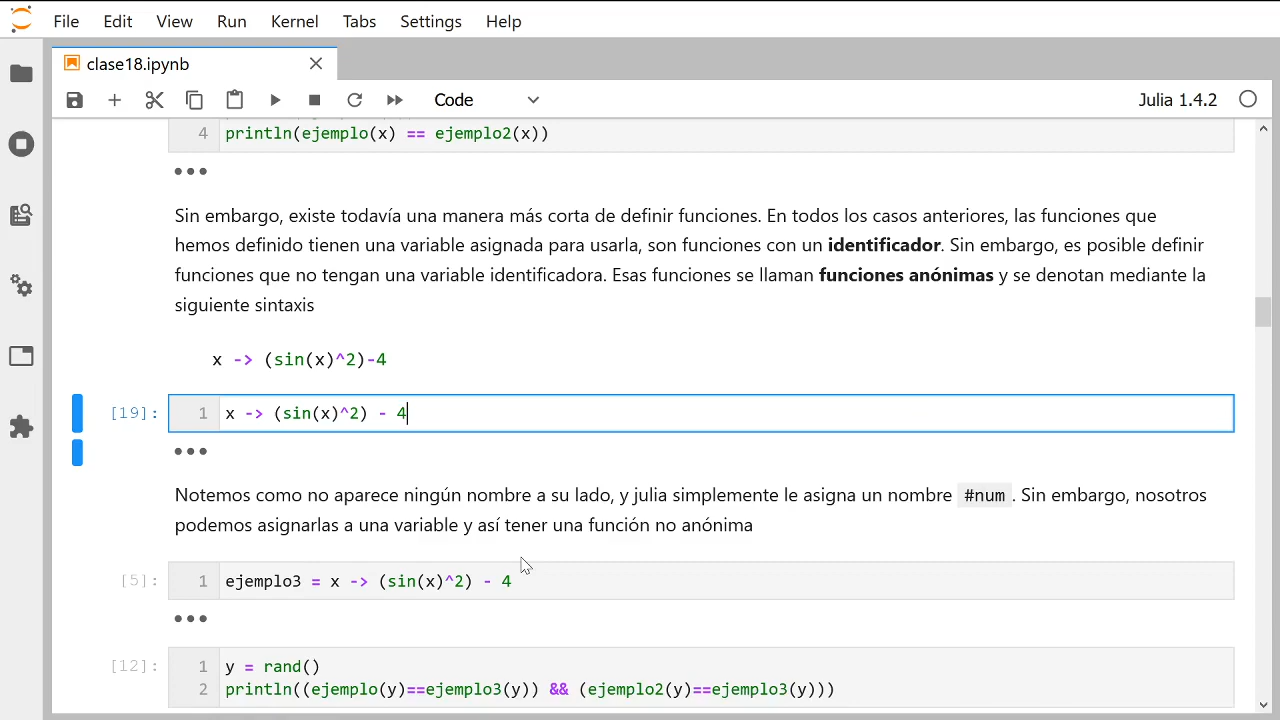 File Edit View Run Kernel Tabs Settings Help
clase18.ipynb
Code
Julia 1.4.2
4 println(ejemplo(x) == ejemplo2(x))
Sin embargo, existe todavía una manera más corta de definir funciones. En todos los casos anteriores, las funciones que
hemos definido tienen una variable asignada para usarla, son funciones con un identificador. Sin embargo, es posible definir
funciones que no tengan una variable identificadora. Esas funciones se llaman funciones anónimas y se denotan mediante la
siguiente sintaxis
x -> (sin(x)^2)-4
[19]: 1 x -> (sin(x)^2) - 4
Notemos como no aparece ningún nombre a su lado, y julia simplemente le asigna un nombre #num. Sin embargo, nosotros
podemos asignarlas a una variable y así tener una función no anónima
[5]: 1 ejemplo3 = x -> (sin(x)^2) - 4
[12]: 1 y = rand()
2 println((ejemplo(y)==ejemplo3(y)) && (ejemplo2(y)==ejemplo3(y)))